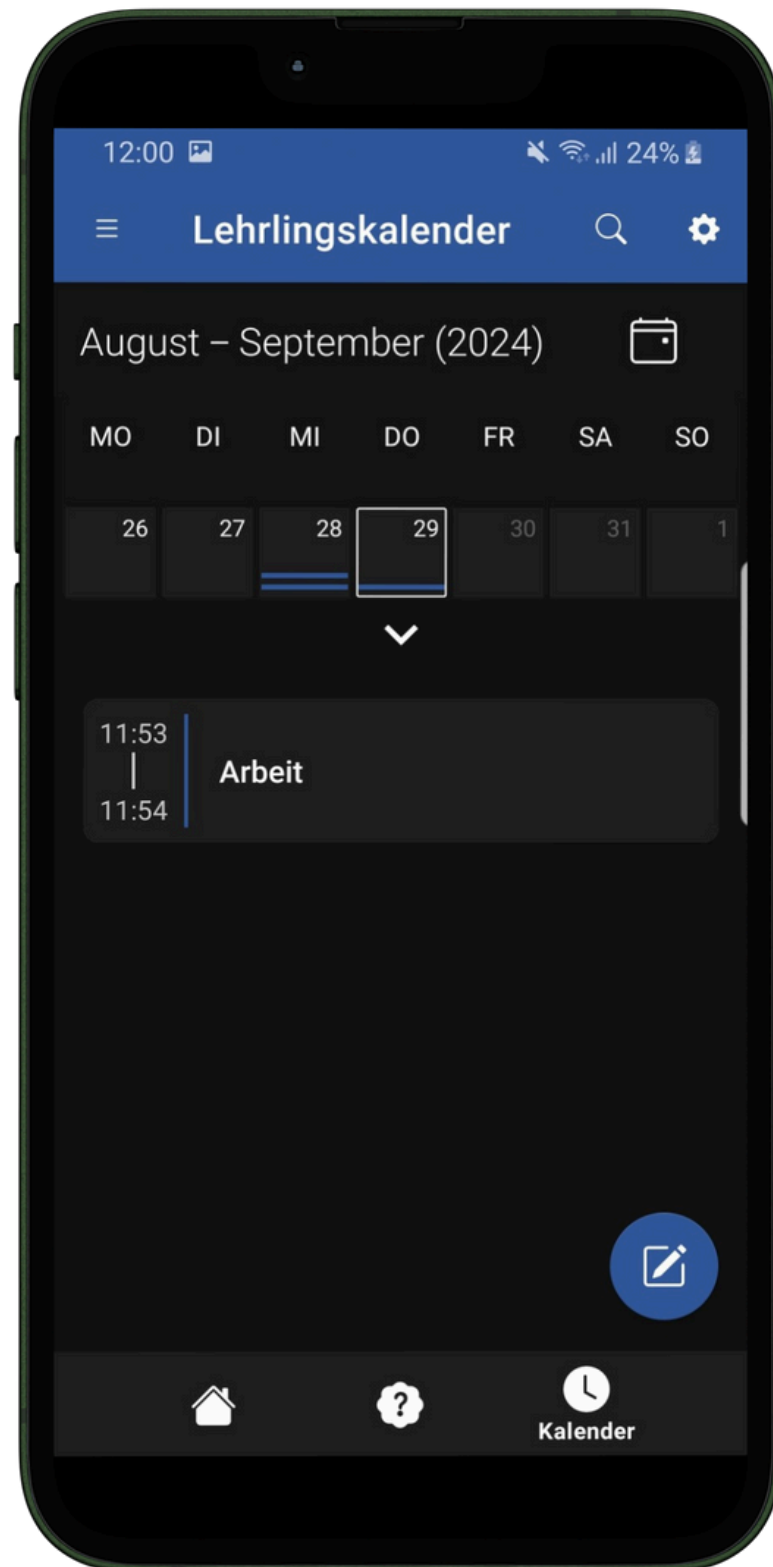 12:00 24%
Lehrlingskalender
August – September (2024)
MO DI MI DO FR SA SO
26 27 28 29 30 31 1
11:53
11:54
Arbeit
?
Kalender